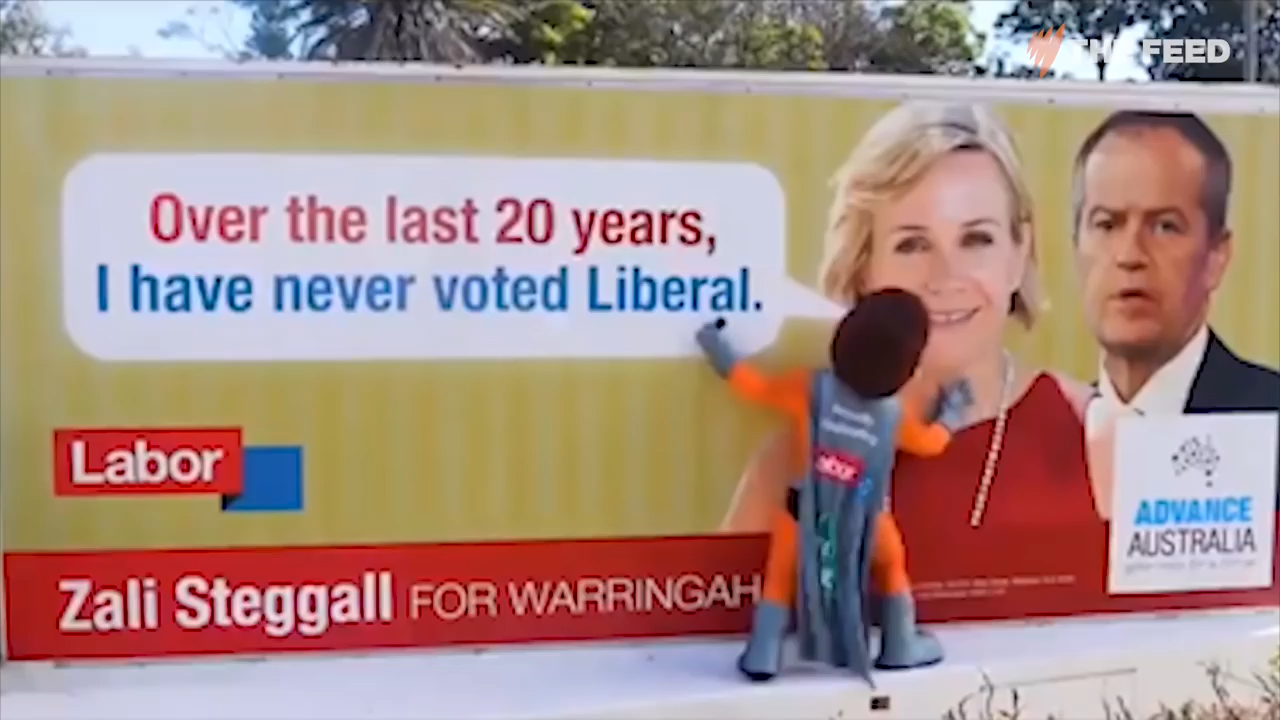 THE FEED
Over the last 20 years,
I have never voted Liberal.
Labor
Labor
ADVANCE
AUSTRALIA
Zali Steggall FOR WARRINGAH